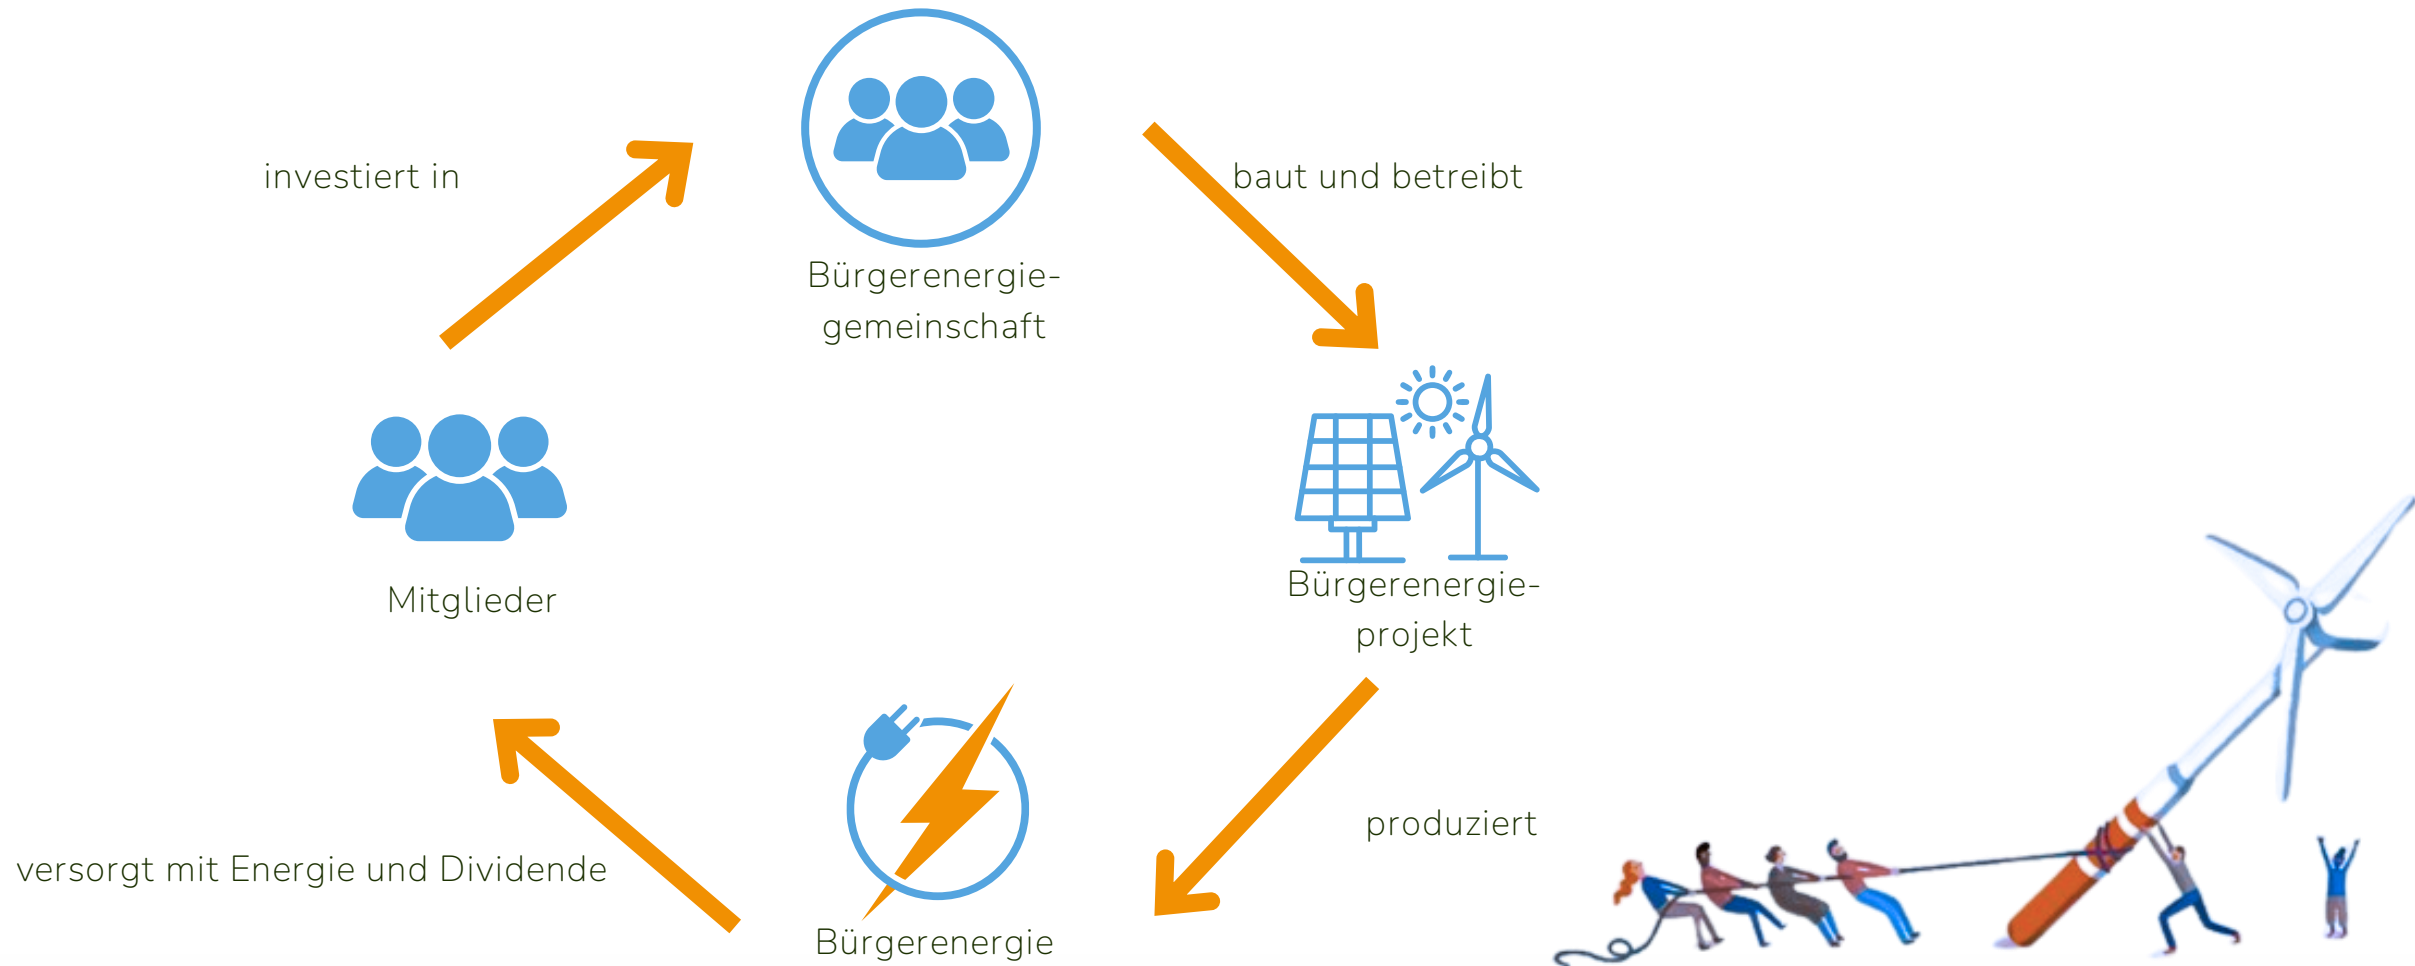 investiert in
baut und betreibt
Bürgerenergie-
gemeinschaft
Mitglieder
Bürgerenergie-
projekt
produziert
versorgt mit Energie und Dividende
Bürgerenergie